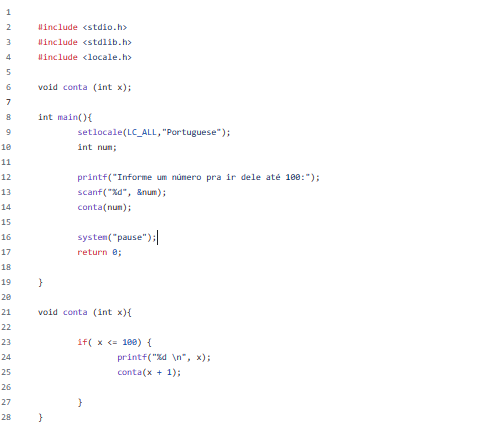 1
2 #include <stdio.h>
3 #include <stdlib.h>
4 #include <locale.h>
5
6 void conta (int x);
7
8 int main(){
9 setlocale(LC_ALL,"Portuguese");
10 int num;
11
12 printf("Informe um número pra ir dele até 100:");
13 scanf("%d", &num);
14 conta(num);
15
16 system("pause");
17 return 0;
18
19 }
20
21 void conta (int x){
22
23 if( x <= 100) {
24 printf("%d \n", x);
25 conta(x + 1);
26
27 }
28 }